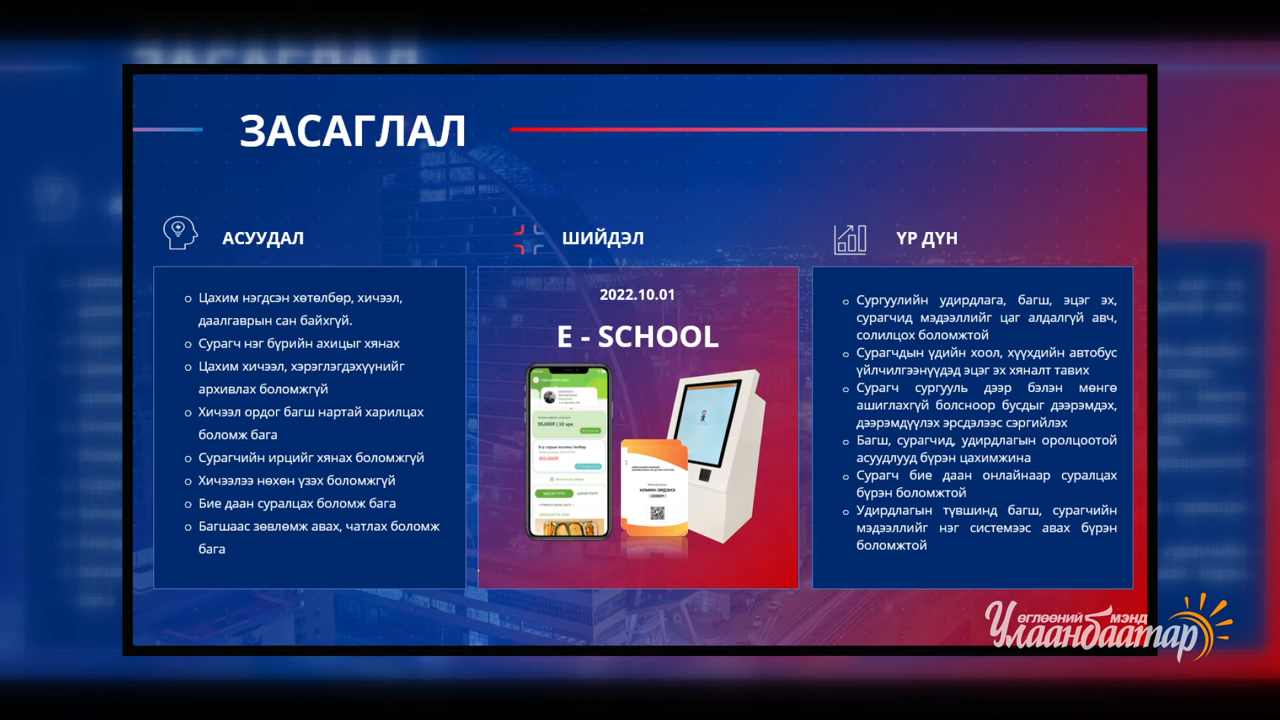 ЗАСАГЛАЛ
АСУУДАЛ
Цахим нэгдсэн хөтөлбөр, хичээл,
даалгаврын сан байхгүй.
Сурагч нэг бүрийн ахицыг хянах
Цахим хичээл, хэрэглэгдэхүүнийг
архивлах боломжгүй
Хичээл ордог багш нартай харилцах
боломж бага
Сурагчийн ирцийг хянах боломжгүй
Хичээлээ нөхөн үзэх боломжгүй
Бие даан суралцах боломж бага
Багшаас зөвлөмж авах, чатлах боломж
бага
ШИЙДЭЛ
2022.10.01
E - SCHOOL
НОМИН-ЭРДЭНЭ
ҮР ДҮН
Сургуулийн удирдлага, багш, эцэг эх,
сурагчид мэдээллийг цаг алдалгүй авч,
солилцох боломжтой
Сурагчдын үдийн хоол, хүүхдийн автобус
үйлчилгээнүүдэд эцэг эх хяналт тавих
Сурагч сургууль дээр бэлэн мөнгө
ашиглахгүй болсноор бусдыг дээрэмдэх,
дээрэмдүүлэх эрсдэлээс сэргийлэх
Багш, сурагчид, удирдлагын оролцоотой
асуудлууд бүрэн цахимжина
Сурагч бие даан онлайнаар суралцах
бүрэн боломжтой
Удирдлагын түвшинд багш, сурагчийн
мэдээллийг нэг системээс авах бүрэн
боломжтой
ӨГЛӨӨНИЙ МЭНД
Улаанбаатар